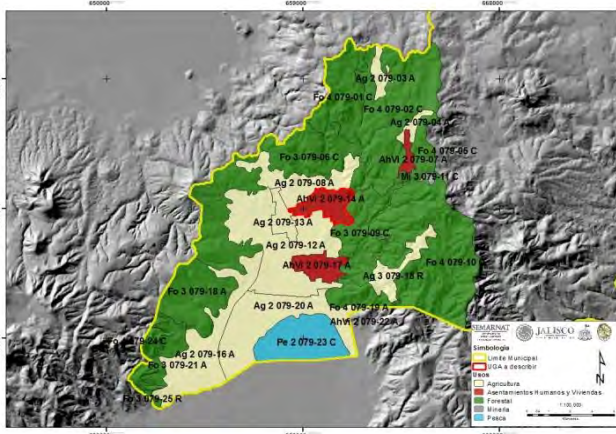 650000
655000
660000
Ag 2 079-03 A
Fo 4 079-01 C
Fo 4 079-02 C
Ag 2 079-04 A
Fo 4 079-05 C
Fo 3 079-06 C
AhVi 2 079-07 A
Mi 3 079-11 C
Ag 2 079-08 A
AhVi 2 079-14 A
Ag 2 079-13 A
Fo 3 079-09 C
Ag 2 079-12 A
AhVi 2 079-17 A
Fo 4 079-10
Ag 3 079-15 R
Fo 3 079-18 A
Ag 2 079-20 A
Fo 4 079-19 A
AhVi 2 079-22 A
Pe 2 079-23 C
079-24 C
Ag 2 079-16 A
Fo 3 079-21 A
Fo 3 079-25 R
SEMARNAT
JALISCO
Simbología
Limite Municipal
UGA a describir
Usos
Agricultura
Asentamientos Humanos y Viviendas
Forestal
Minería
Pesca